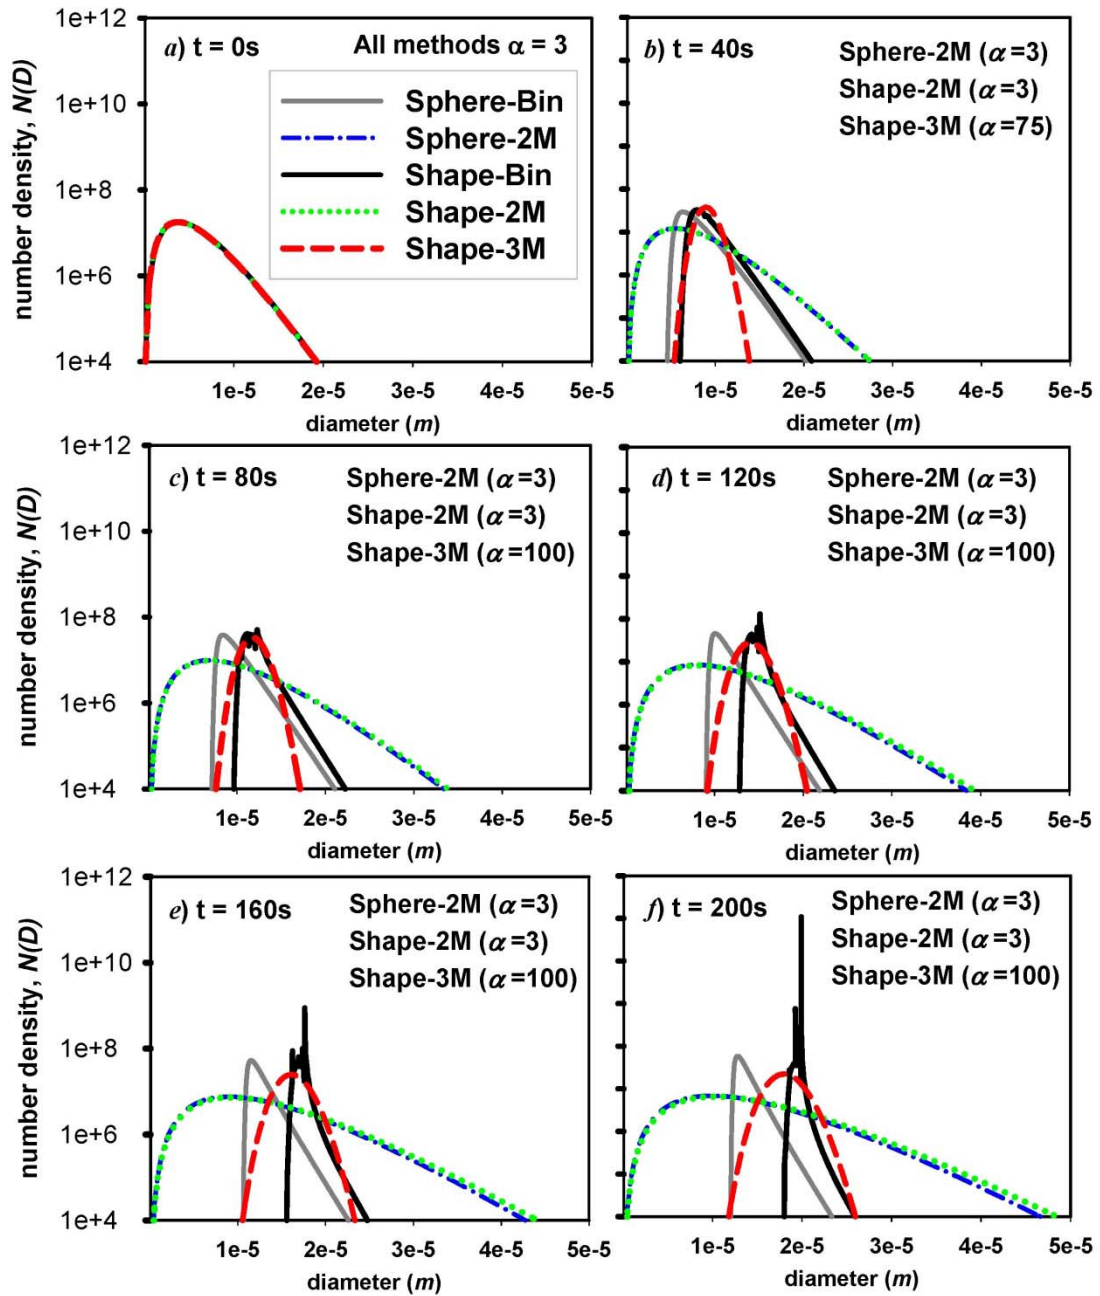 a) t = 0s
All methods α = 3
Sphere-Bin
Sphere-2M
Shape-Bin
Shape-2M
Shape-3M
number density, N(D)
1e+12
1e+10
1e+8
1e+6
1e+4
1e-5 2e-5 3e-5 4e-5 5e-5
diameter (m)
b) t = 40s
Sphere-2M (α=3)
Shape-2M (α=3)
Shape-3M (α=75)
1e-5 2e-5 3e-5 4e-5 5e-5
diameter (m)
c) t = 80s
Sphere-2M (α=3)
Shape-2M (α=3)
Shape-3M (α=100)
number density, N(D)
1e+12
1e+10
1e+8
1e+6
1e+4
1e-5 2e-5 3e-5 4e-5 5e-5
diameter (m)
d) t = 120s
Sphere-2M (α=3)
Shape-2M (α=3)
Shape-3M (α=100)
1e-5 2e-5 3e-5 4e-5 5e-5
diameter (m)
e) t = 160s
Sphere-2M (α=3)
Shape-2M (α=3)
Shape-3M (α=100)
number density, N(D)
1e+12
1e+10
1e+8
1e+6
1e+4
1e-5 2e-5 3e-5 4e-5 5e-5
diameter (m)
f) t = 200s
Sphere-2M (α=3)
Shape-2M (α=3)
Shape-3M (α=100)
1e-5 2e-5 3e-5 4e-5 5e-5
diameter (m)